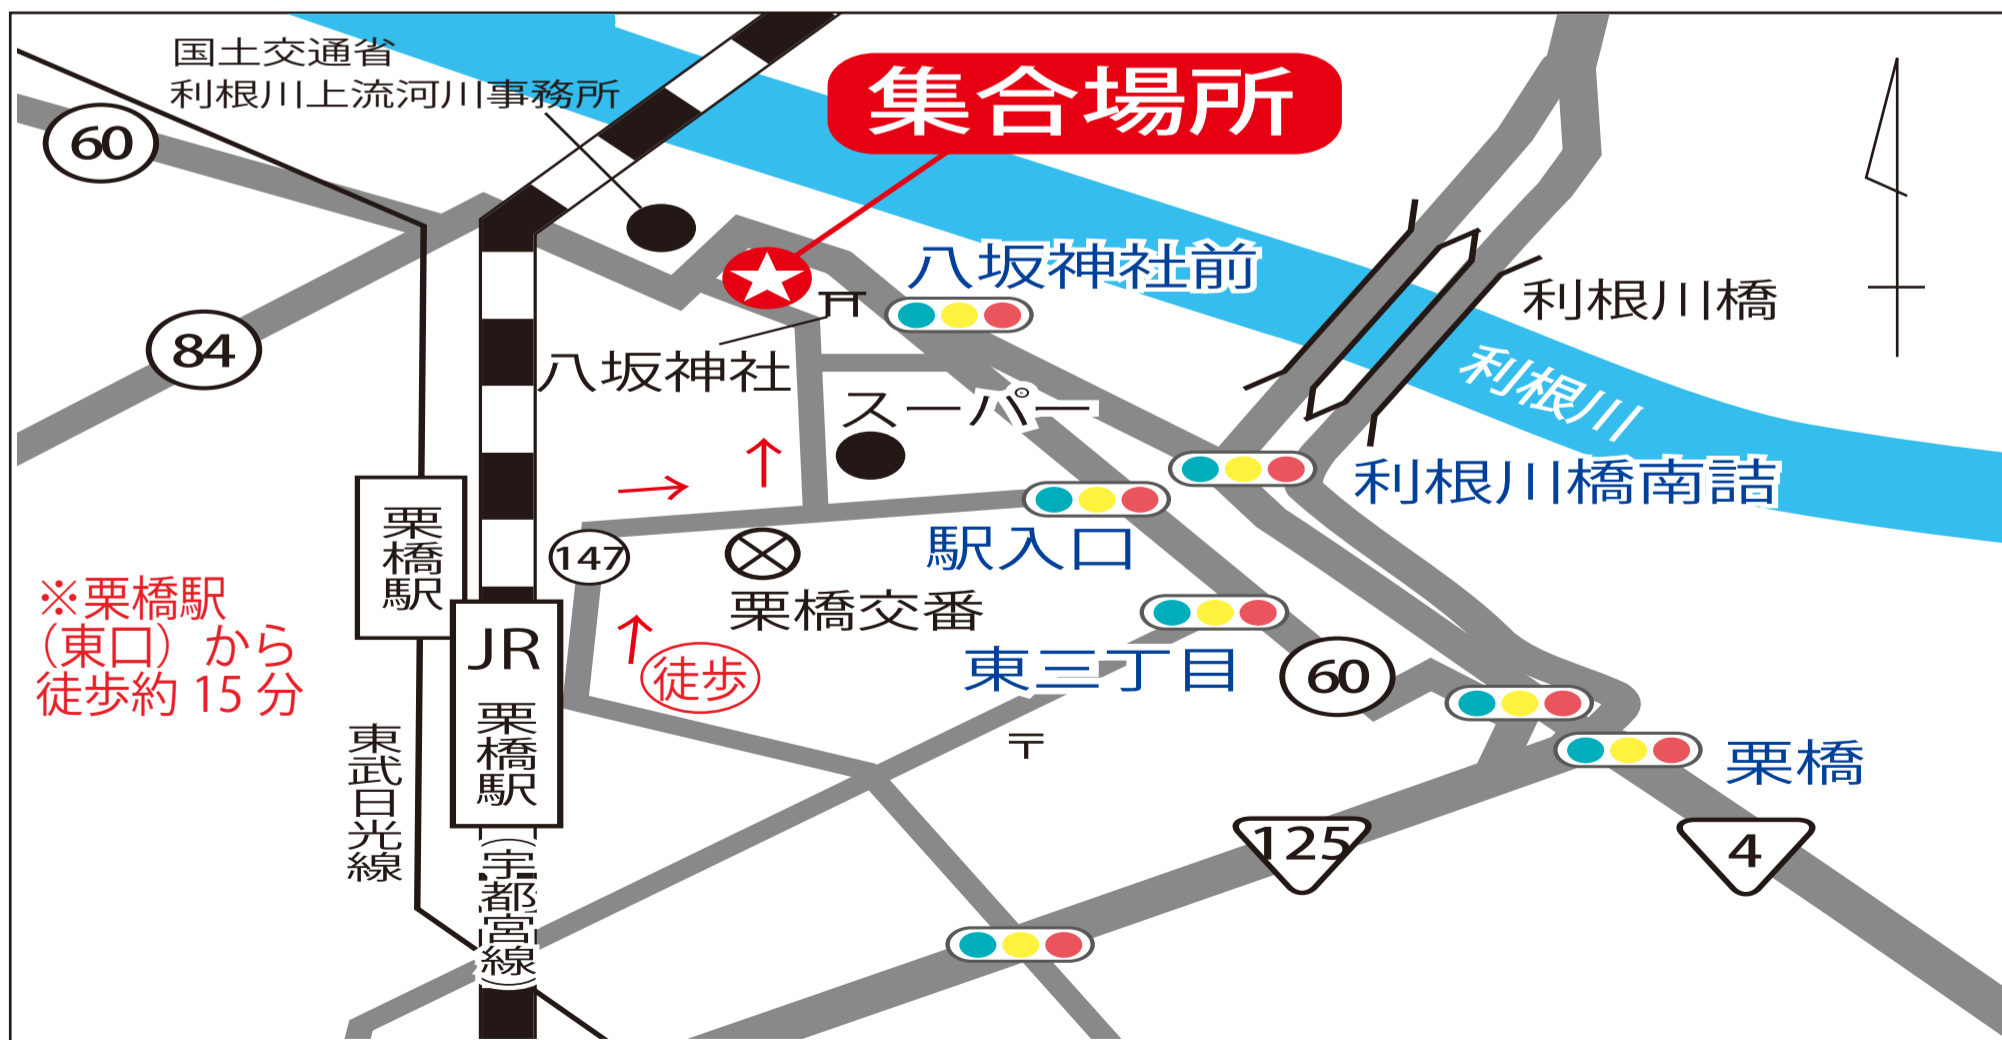 国土交通省
利根川上流河川事務所
集合場所
60
84
八坂神社前
利根川橋
利根川
八坂神社
スーパー
利根川橋南詰
栗橋駅
147
駅入口
栗橋交番
※栗橋駅
（東口）から
徒歩約 15 分
JR
栗橋駅
徒歩
東三丁目
60
〒
栗橋
東武日光線
（宇都宮線）
125
4